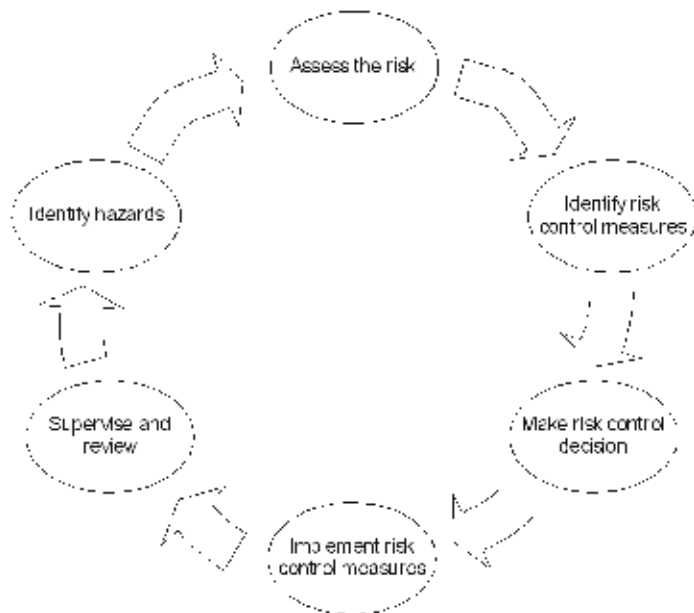 Assess the risk
Identify risk
control measures
Make risk control
decision
Implement risk
control measures
Supervise and
review
Identify hazards